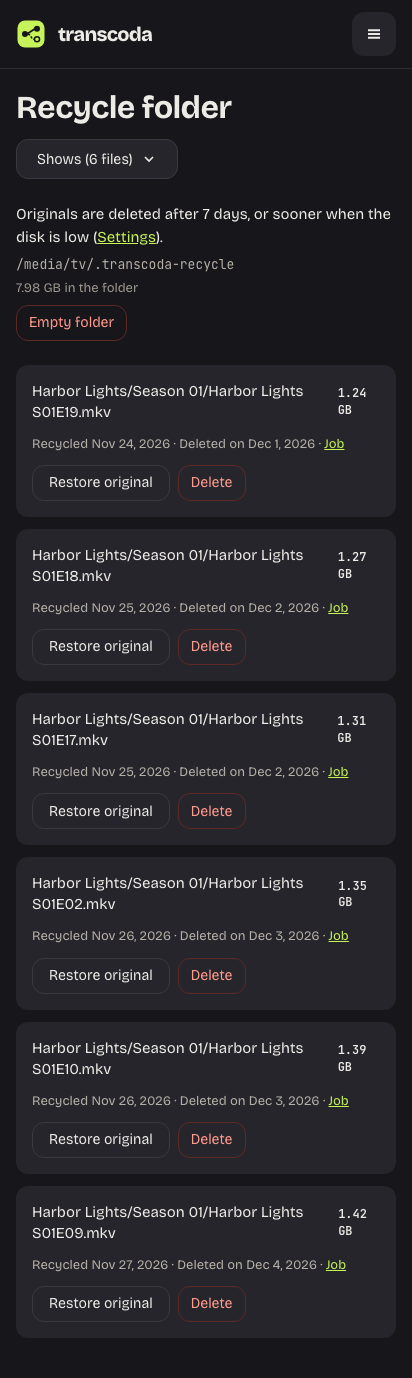 transcoda
Recycle folder
Shows (6 files)
Originals are deleted after 7 days, or sooner when the
disk is low (Settings).
/media/tv/.transcoda-recycle
7.98 GB in the folder
Empty folder
Harbor Lights/Season 01/Harbor Lights
S01E19.mkv
1.24
GB
Recycled Nov 24, 2026 · Deleted on Dec 1, 2026 · Job
Restore original
Delete
Harbor Lights/Season 01/Harbor Lights
S01E18.mkv
1.27
GB
Recycled Nov 25, 2026 · Deleted on Dec 2, 2026 · Job
Restore original
Delete
Harbor Lights/Season 01/Harbor Lights
S01E17.mkv
1.31
GB
Recycled Nov 25, 2026 · Deleted on Dec 2, 2026 · Job
Restore original
Delete
Harbor Lights/Season 01/Harbor Lights
S01E02.mkv
1.35
GB
Recycled Nov 26, 2026 · Deleted on Dec 3, 2026 · Job
Restore original
Delete
Harbor Lights/Season 01/Harbor Lights
S01E10.mkv
1.39
GB
Recycled Nov 26, 2026 · Deleted on Dec 3, 2026 · Job
Restore original
Delete
Harbor Lights/Season 01/Harbor Lights
S01E09.mkv
1.42
GB
Recycled Nov 27, 2026 · Deleted on Dec 4, 2026 · Job
Restore original
Delete